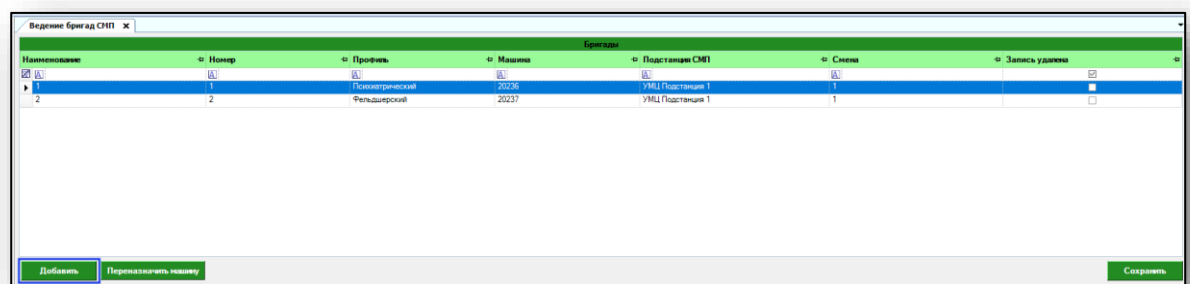 Ведение бригад СМП X
Бригады
Наименование Номер Профиль Машина Подстанция СМП Смена Запись удалена
A A A A A
1 1 Психиатрический 20236 УМЦ Подстанция 1 1
2 2 Фельдшерский 20237 УМЦ Подстанция 1 1
Добавить Переназначить машину Сохранить